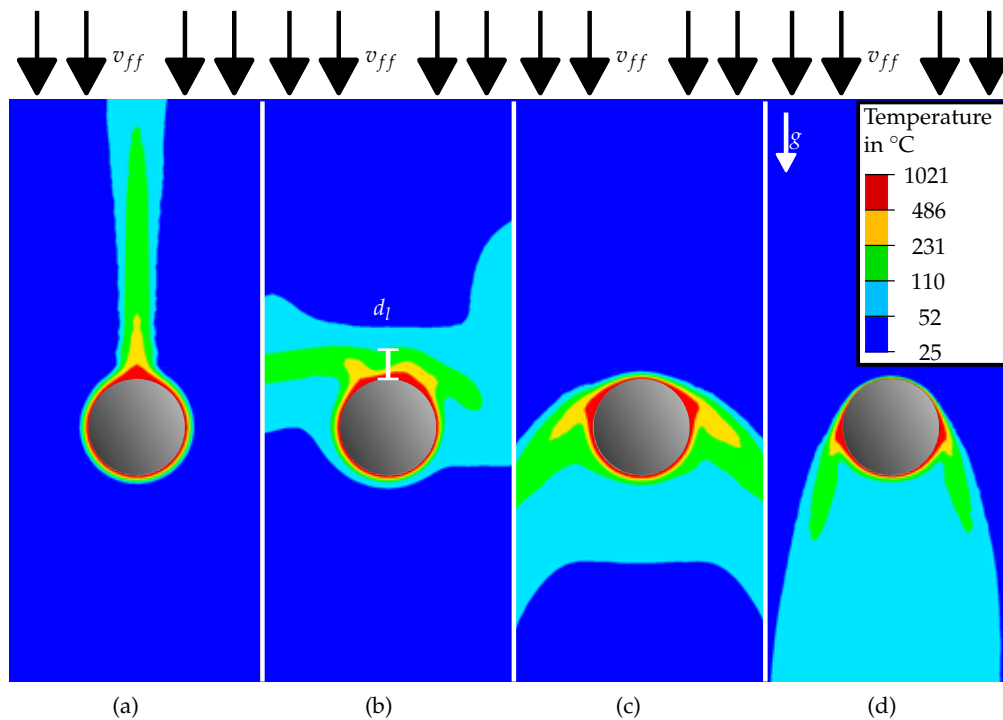 v_ff v_ff v_ff v_ff
Temperature
in °C
g
1021
486
231
110
52
25
d_l
(a) (b) (c) (d)